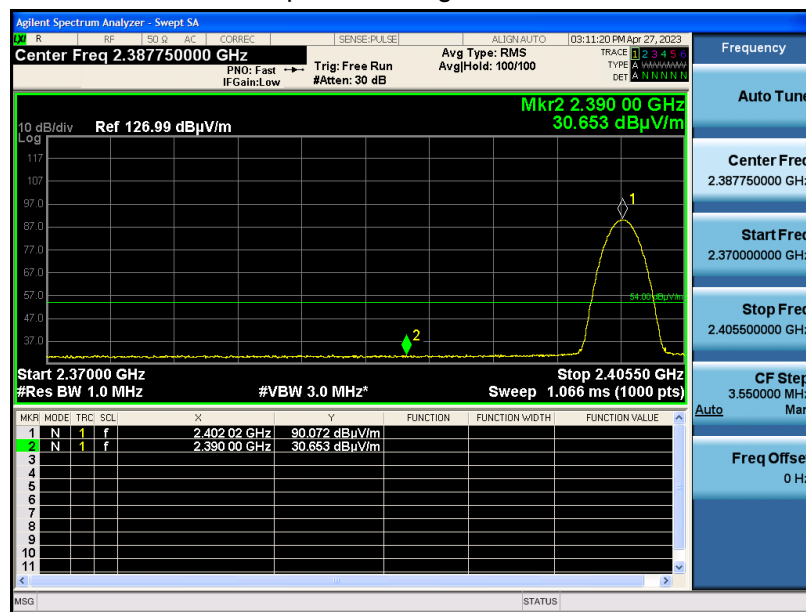 Agilent Spectrum Analyzer - Swept SA
LXI R RF 50 Ω AC CORREC SENSE:PULSE ALIGN AUTO 03:11:20 PM Apr 27, 2023
Center Freq 2.387750000 GHz
PNO: Fast
IFGain:Low
Trig: Free Run
#Atten: 30 dB
Avg Type: RMS
Avg|Hold: 100/100
TRACE 1 2 3 4 5 6
TYPE A
DET A N N N N N
Mkr2 2.390 00 GHz
30.653 dBµV/m
10 dB/div Ref 126.99 dBµV/m
Log
117
107
97.0
87.0
77.0
67.0
57.0
47.0
37.0
1
2
54.00 dBµV/m
Start 2.37000 GHz
Stop 2.40550 GHz
#Res BW 1.0 MHz #VBW 3.0 MHz* Sweep 1.066 ms (1000 pts)
MKR MODE TRC SCL X Y FUNCTION FUNCTION WIDTH FUNCTION VALUE
1 N 1 f 2.402 02 GHz 90.072 dBµV/m
2 N 1 f 2.390 00 GHz 30.653 dBµV/m
3
4
5
6
7
8
9
10
11
MSG STATUS
Frequency
Auto Tune
Center Freq
2.387750000 GHz
Start Freq
2.370000000 GHz
Stop Freq
2.405500000 GHz
CF Step
3.550000 MHz
Auto Man
Freq Offset
0 Hz